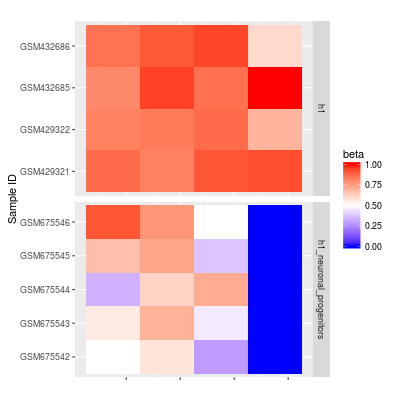 Sample ID
GSM432686
GSM432685
GSM429322
GSM429321
h1
GSM675546
GSM675545
GSM675544
GSM675543
GSM675542
h1_neuronal_progenitors
beta
1.00
0.75
0.50
0.25
0.00